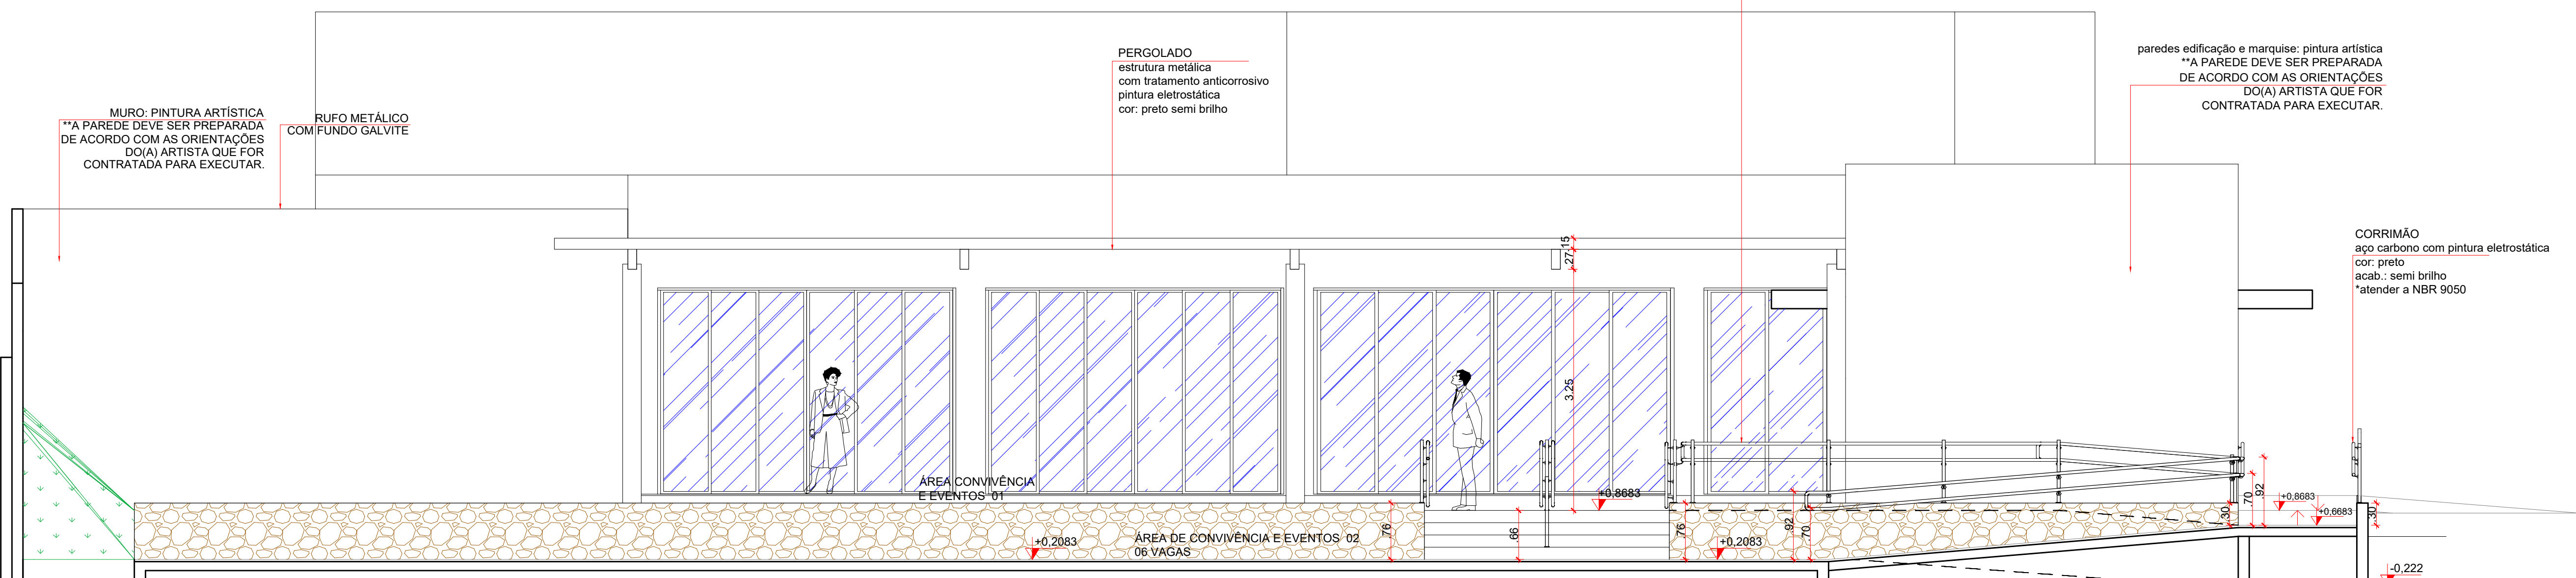 MURO: PINTURA ARTÍSTICA
**A PAREDE DEVE SER PREPARADA
DE ACORDO COM AS ORIENTAÇÕES
DO(A) ARTISTA QUE FOR
CONTRATADA PARA EXECUTAR.
RUFO METÁLICO
COM FUNDO GALVITE
PERGOLADO
estrutura metálica
com tratamento anticorrosivo
pintura eletrostática
cor: preto semi brilho
paredes edificação e marquise: pintura artística
**A PAREDE DEVE SER PREPARADA
DE ACORDO COM AS ORIENTAÇÕES
DO(A) ARTISTA QUE FOR
CONTRATADA PARA EXECUTAR.
CORRIMÃO
aço carbono com pintura eletrostática
cor: preto
acab.: semi brilho
*atender a NBR 9050
.15
.27
3.25
ÁREA CONVIVÊNCIA
E EVENTOS 01
+0,8683
.76
.66
.76
.92
.70
.30
.70
.92
+0,8683
+0,6683
.30
+0,2083
ÁREA DE CONVIVÊNCIA E EVENTOS 02
06 VAGAS
+0,2083
-0,222